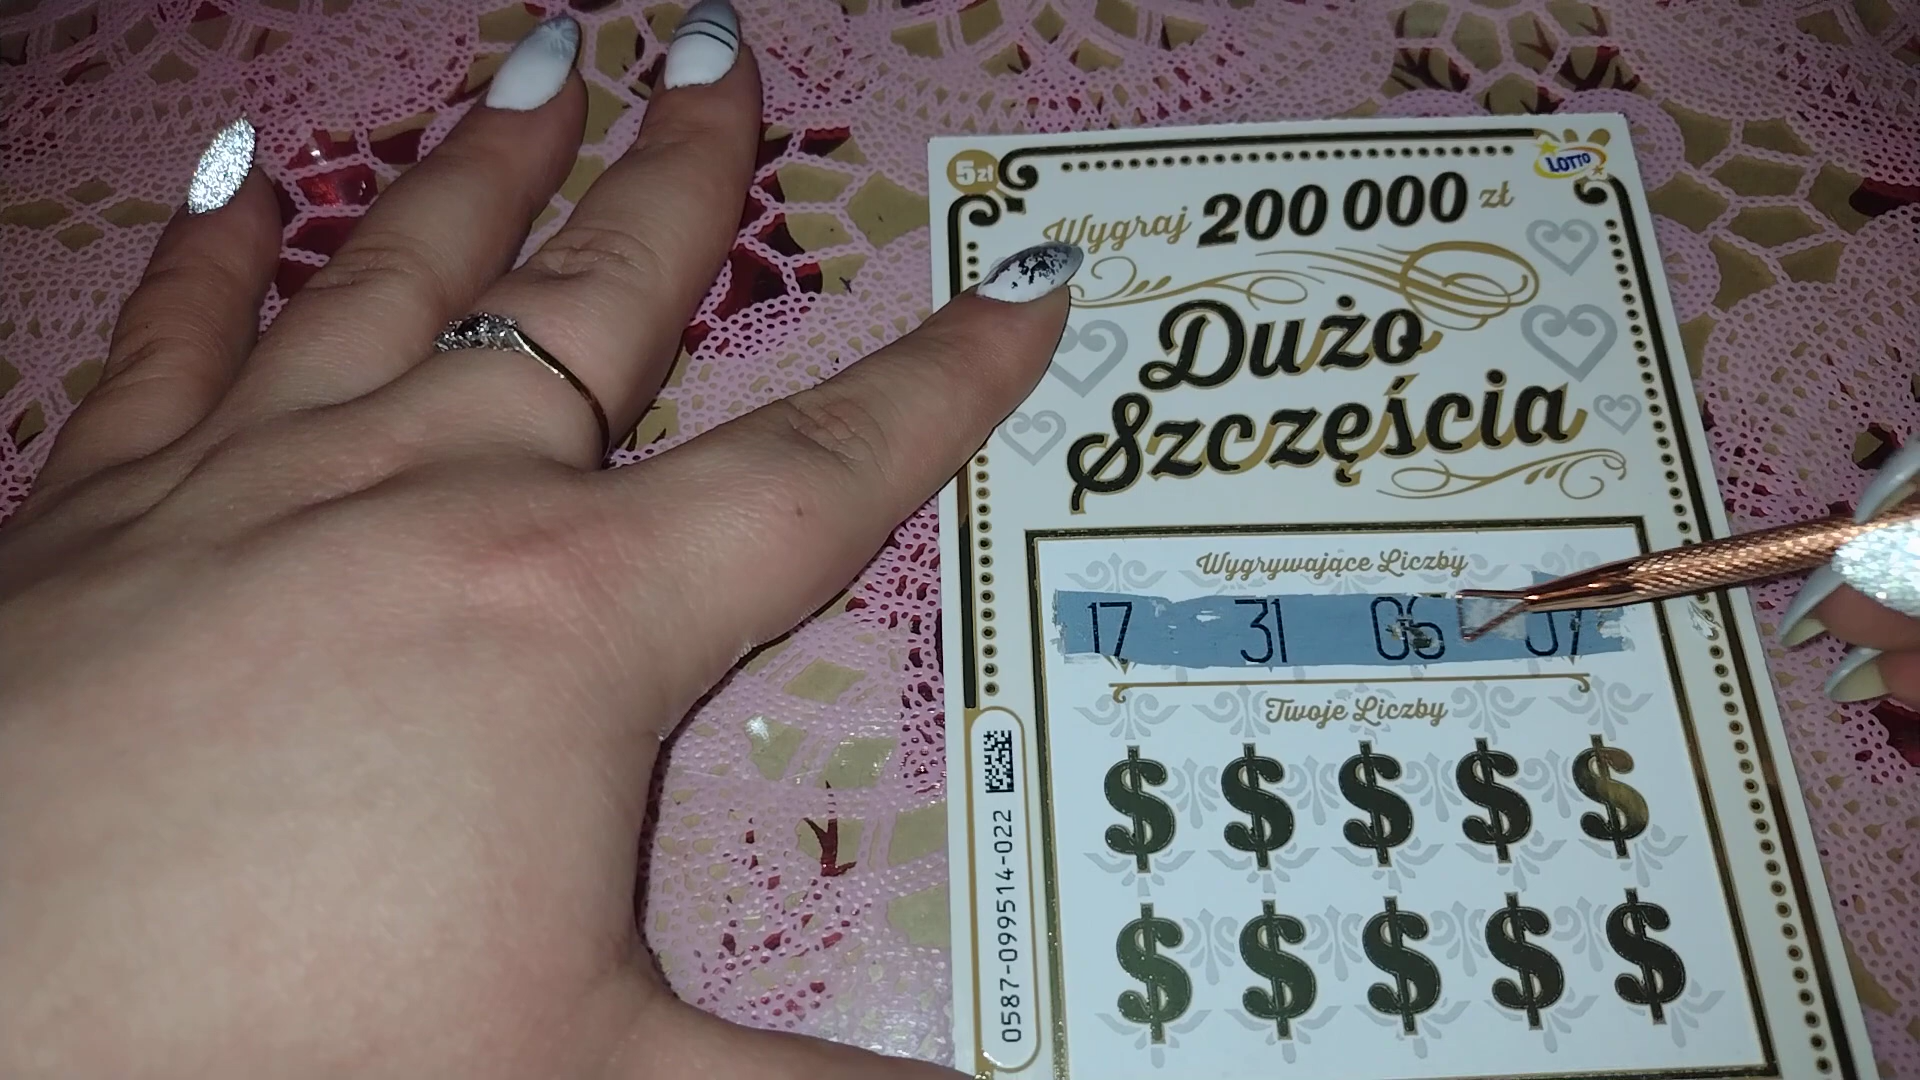 5zł
LOTTO
Wygraj 200 000 zł
Dużo
Szczęścia
Wygrywające Liczby
17 31 06 07
Twoje Liczby
$ $ $ $ $
$ $ $ $ $
0587-099514-022